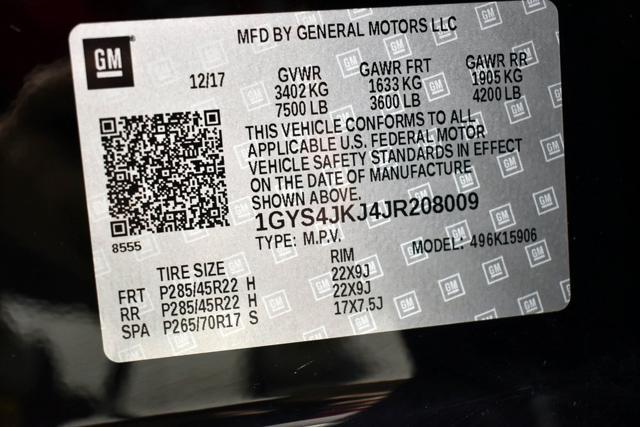 GM
MFD BY GENERAL MOTORS LLC
12/17
GVWR GAWR FRT GAWR RR
3402 KG 1633 KG 1905 KG
7500 LB 3600 LB 4200 LB
THIS VEHICLE CONFORMS TO ALL
APPLICABLE U.S. FEDERAL MOTOR
VEHICLE SAFETY STANDARDS IN EFFECT
ON THE DATE OF MANUFACTURE
SHOWN ABOVE.
1GYS4JKJ4JR208009
8555
TYPE: M.P.V. MODEL: 496K15906
TIRE SIZE RIM
FRT P285/45R22 H 22X9J
RR P285/45R22 H 22X9J
SPA P265/70R17 S 17X7.5J